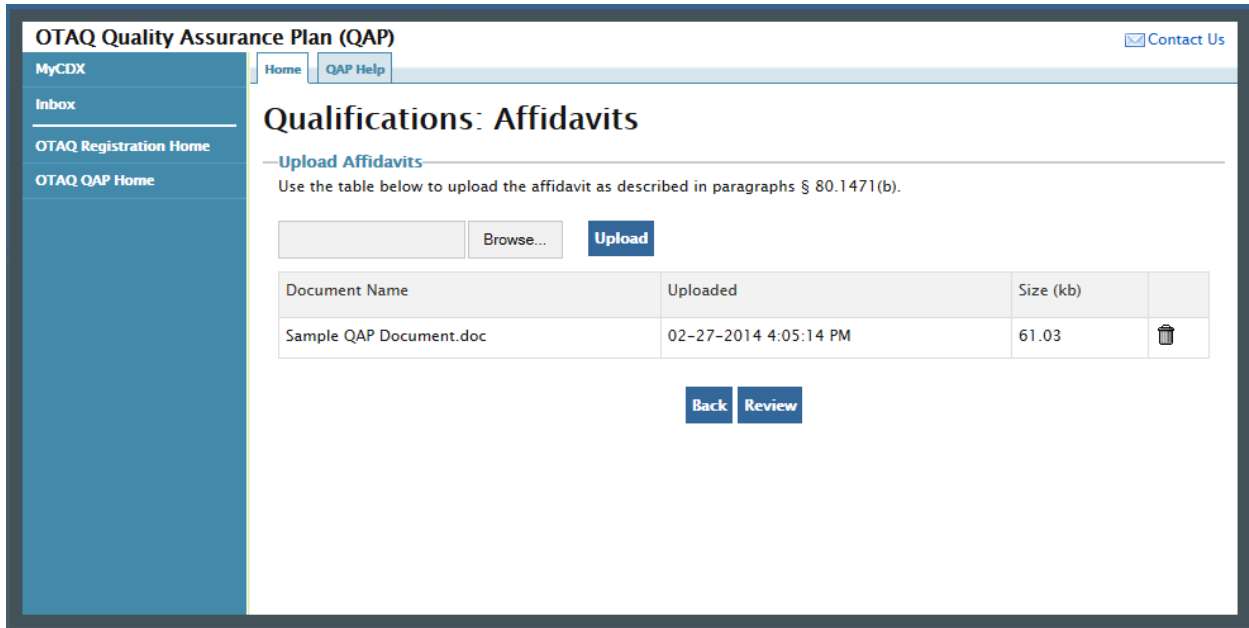 OTAQ Quality Assurance Plan (QAP)
Contact Us
MyCDX
Inbox
OTAQ Registration Home
OTAQ QAP Home
Home
QAP Help
Qualifications: Affidavits
Upload Affidavits
Use the table below to upload the affidavit as described in paragraphs § 80.1471(b).
Browse...
Upload
Document Name Uploaded Size (kb)
Sample QAP Document.doc 02-27-2014 4:05:14 PM 61.03
Back Review